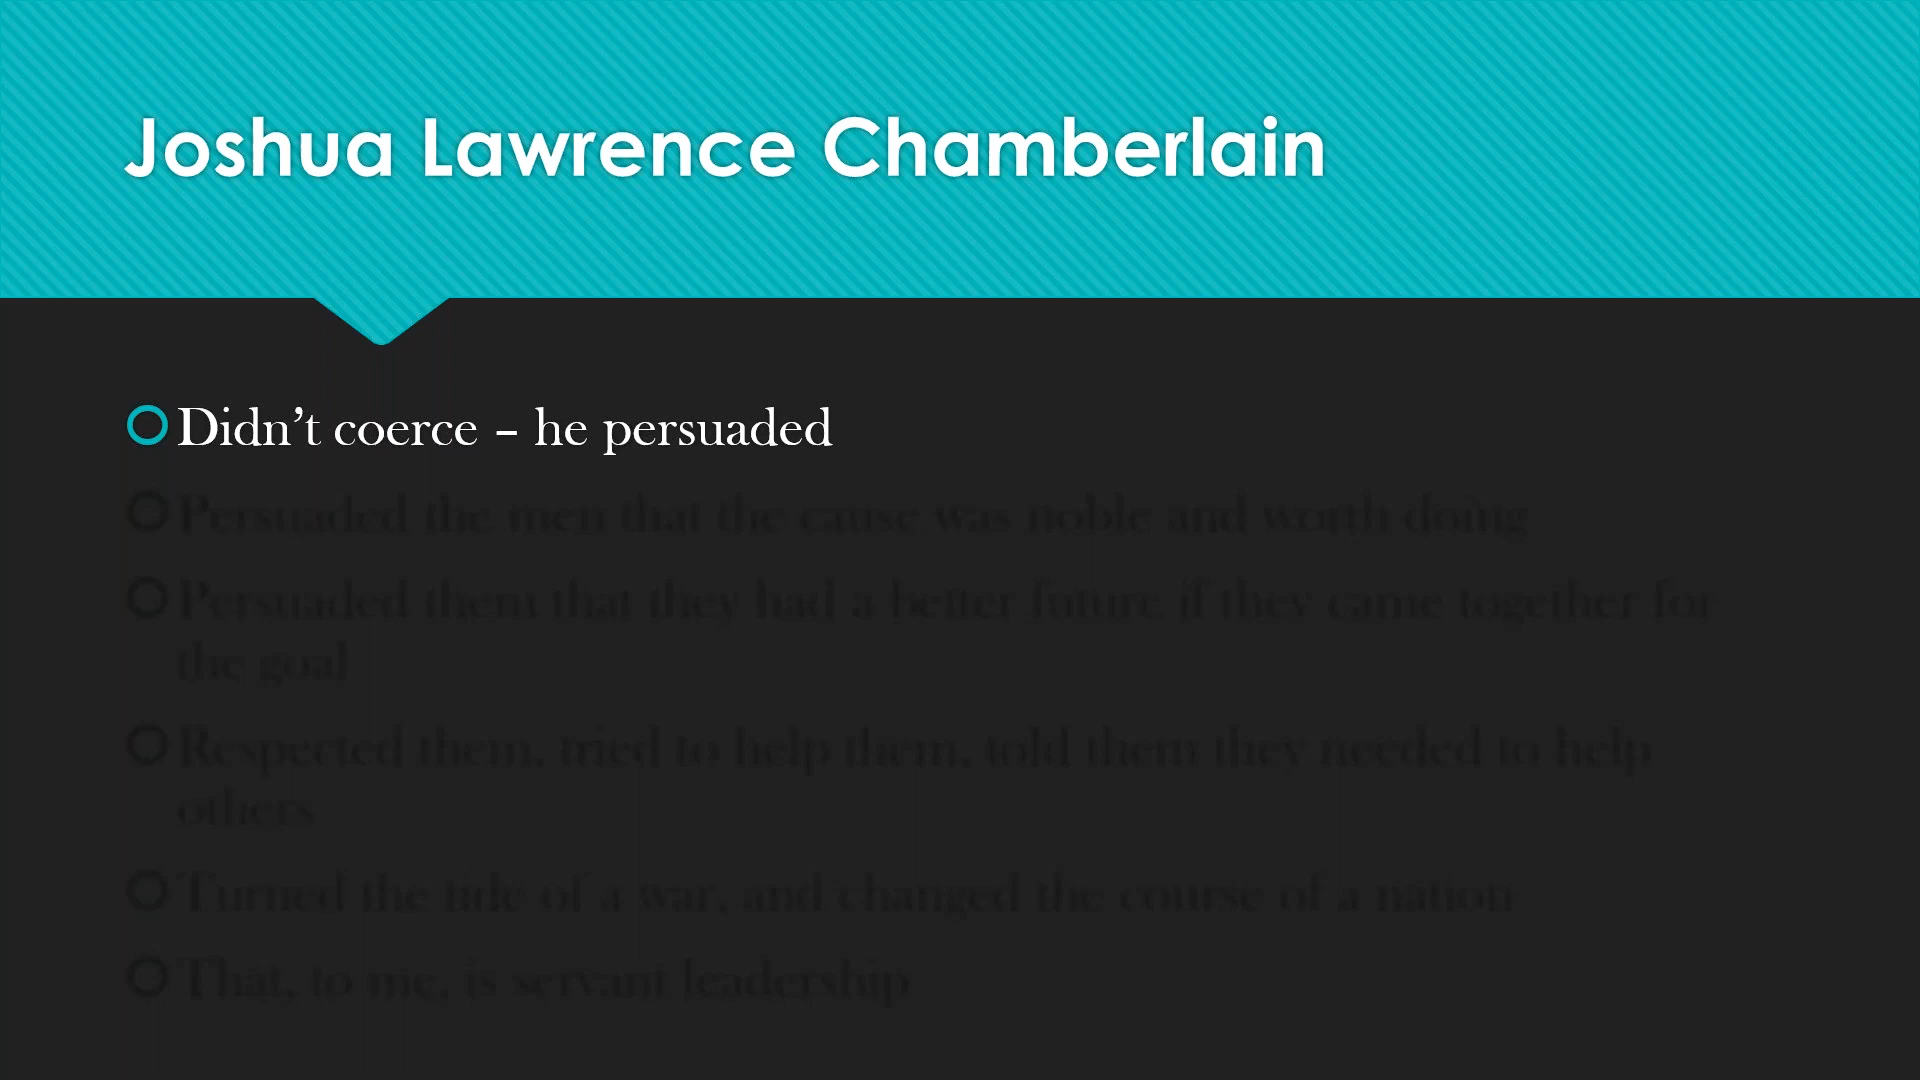 Joshua Lawrence Chamberlain
Didn’t coerce – he persuaded
Persuaded the men that the cause was noble and worth doing
Persuaded them that they had a better future if they came together for
the goal
Respected them, tried to help them, told them they needed to help
others
Turned the tide of a war, and changed the course of a nation
That, to me, is servant leadership